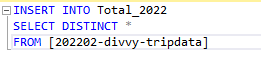 INSERT INTO Total_2022
SELECT DISTINCT *
FROM [202202-divvy-tripdata]